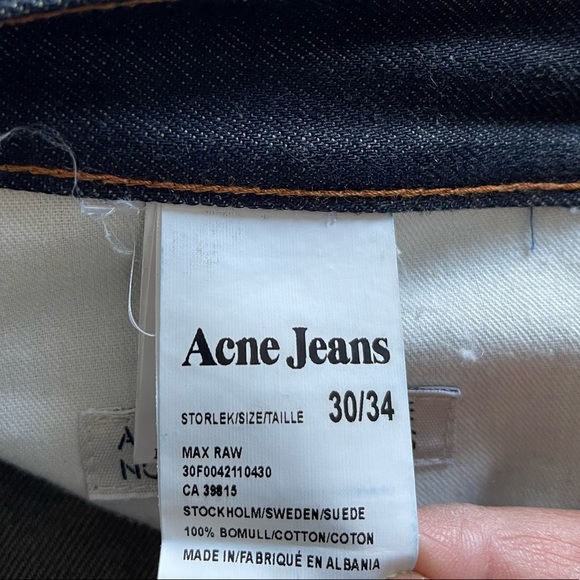 Acne Jeans
STORLEK/SIZE/TAILLE 30/34
MAX RAW
30F0042110430
CA 39815
STOCKHOLM/SWEDEN/SUEDE
100% BOMULL/COTTON/COTON
MADE IN/FABRIQUÉ EN ALBANIA